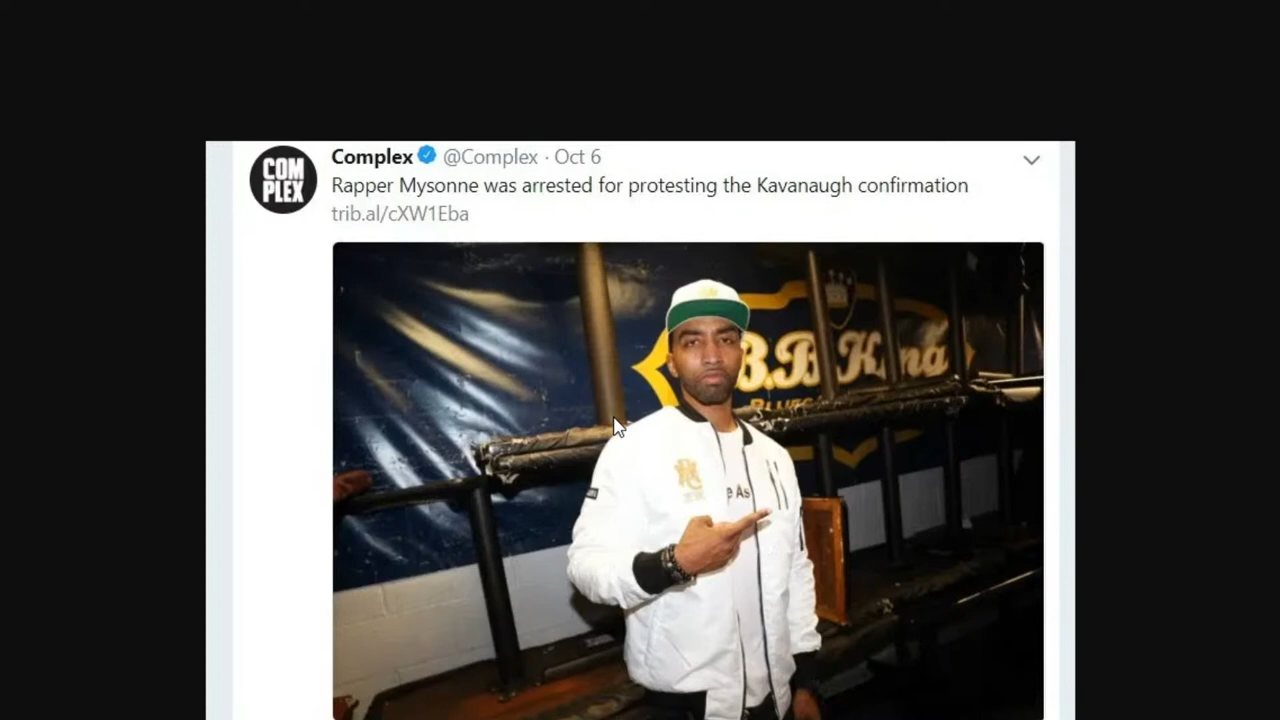 COM
PLEX
Complex @Complex · Oct 6
Rapper Mysonne was arrested for protesting the Kavanaugh confirmation
trib.al/cXW1Eba
B.B.King
e As